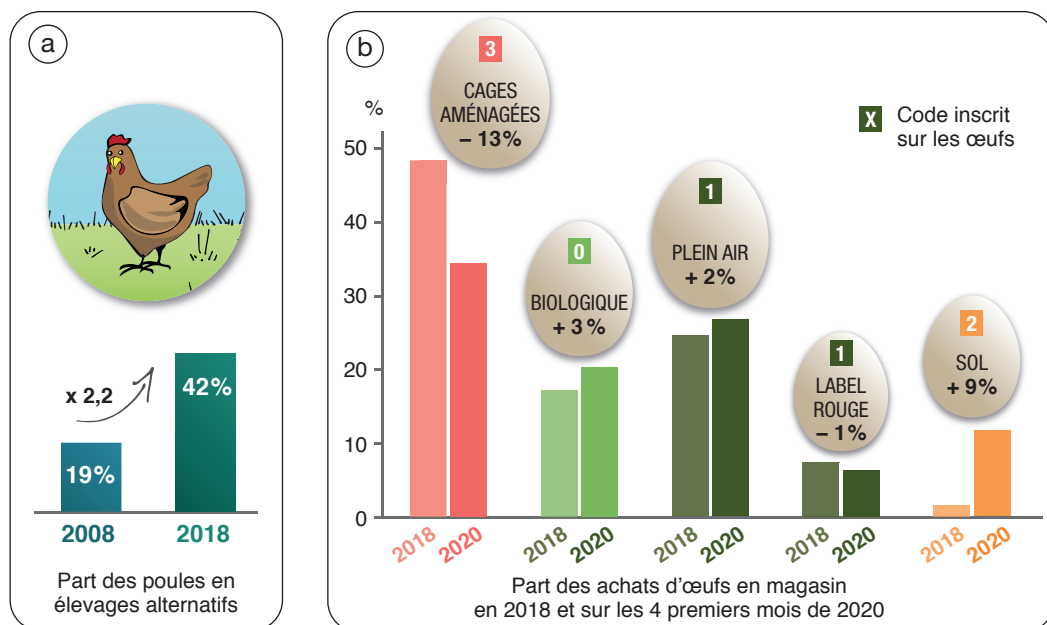 a
x 2,2
19%
42%
2008
2018
Part des poules en
élevages alternatifs
b
%
50
40
30
20
10
0
3
CAGES
AMÉNAGÉES
– 13%
0
BIOLOGIQUE
+ 3%
1
PLEIN AIR
+ 2%
1
LABEL
ROUGE
– 1%
2
SOL
+ 9%
X Code inscrit
sur les œufs
2018 2020 2018 2020 2018 2020 2018 2020 2018 2020
Part des achats d'œufs en magasin
en 2018 et sur les 4 premiers mois de 2020